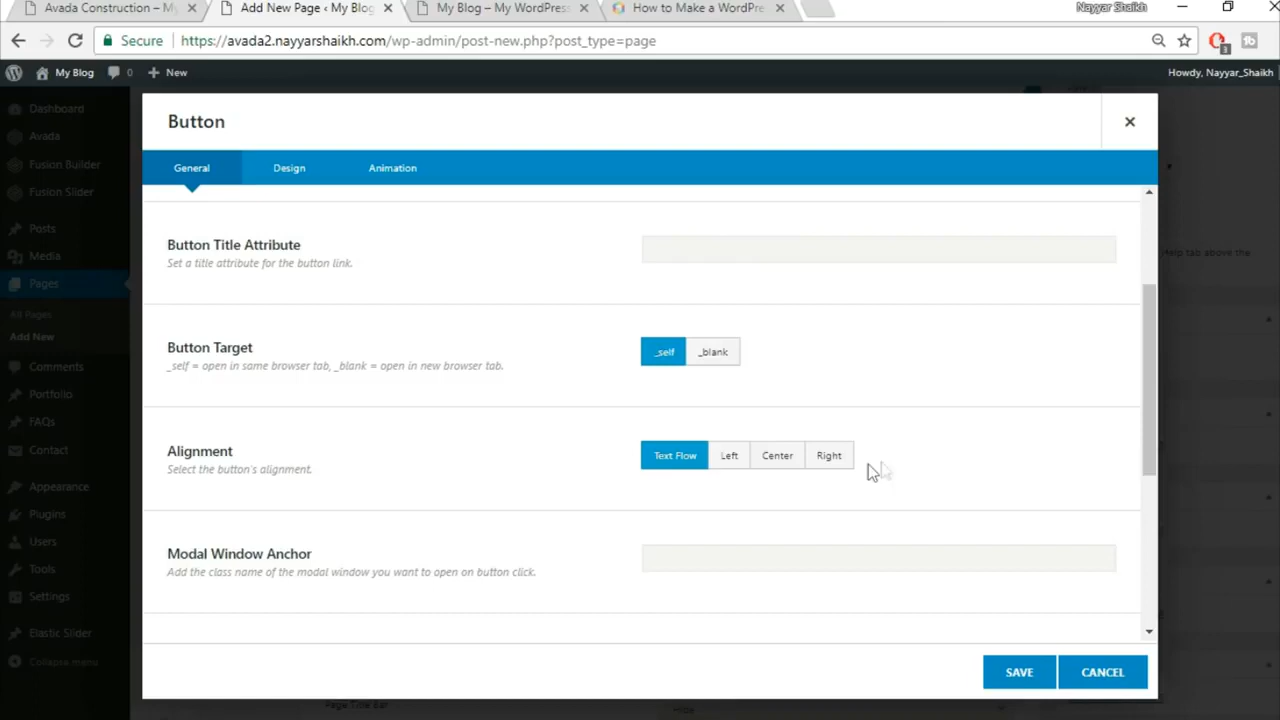 Avada Construction – My
Add New Page ‹ My Blog
My Blog – My WordPress
How to Make a WordPre
Nayyar Shaikh
Secure
https://avada2.nayyarshaikh.com/wp-admin/post-new.php?post_type=page
3
My Blog
0
New
Howdy, Nayyar_Shaikh
Dashboard
Avada
Fusion Builder
Fusion Slider
Posts
Media
Pages
All Pages
Add New
Comments
Portfolio
FAQs
Contact
Appearance
Plugins
Users
Tools
Settings
Elastic Slider
Collapse menu
Button
General
Design
Animation
Button Title Attribute
Set a title attribute for the button link.
Button Target
_self = open in same browser tab, _blank = open in new browser tab.
_self
_blank
Alignment
Select the button's alignment.
Text Flow
Left
Center
Right
Modal Window Anchor
Add the class name of the modal window you want to open on button click.
SAVE
CANCEL
Help tab above the
Page Title Bar